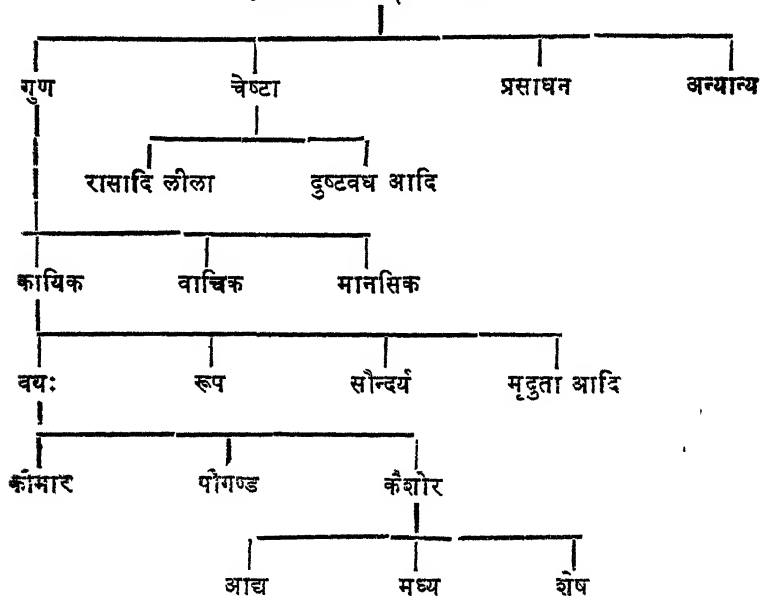 गुण चेष्टा प्रसाधन अन्यान्य
रासादि लीला दुष्टवध आदि
कायिक वाचिक मानसिक
वयः रूप सौन्दर्य मृदुता आदि
कौमार पौगण्ड कैशोर
आद्य मध्य शेष